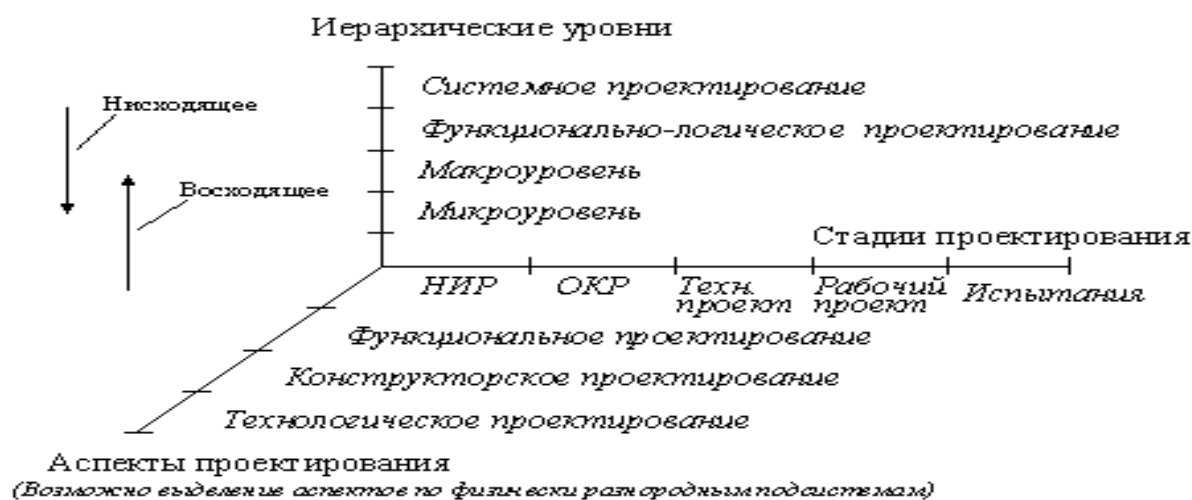 Иерархические уровни
Системное проектирование
Нисходящее
Функционально-логическое проектирование
Макроуровень
Восходящее
Микроуровень
Стадии проектирования
НИР ОКР Техн. проект Рабочий проект Испытания
Функциональное проектирование
Конструкторское проектирование
Технологическое проектирование
Аспекты проектирования
(Возможно выделение аспектов по физически разнородным подсистемам)